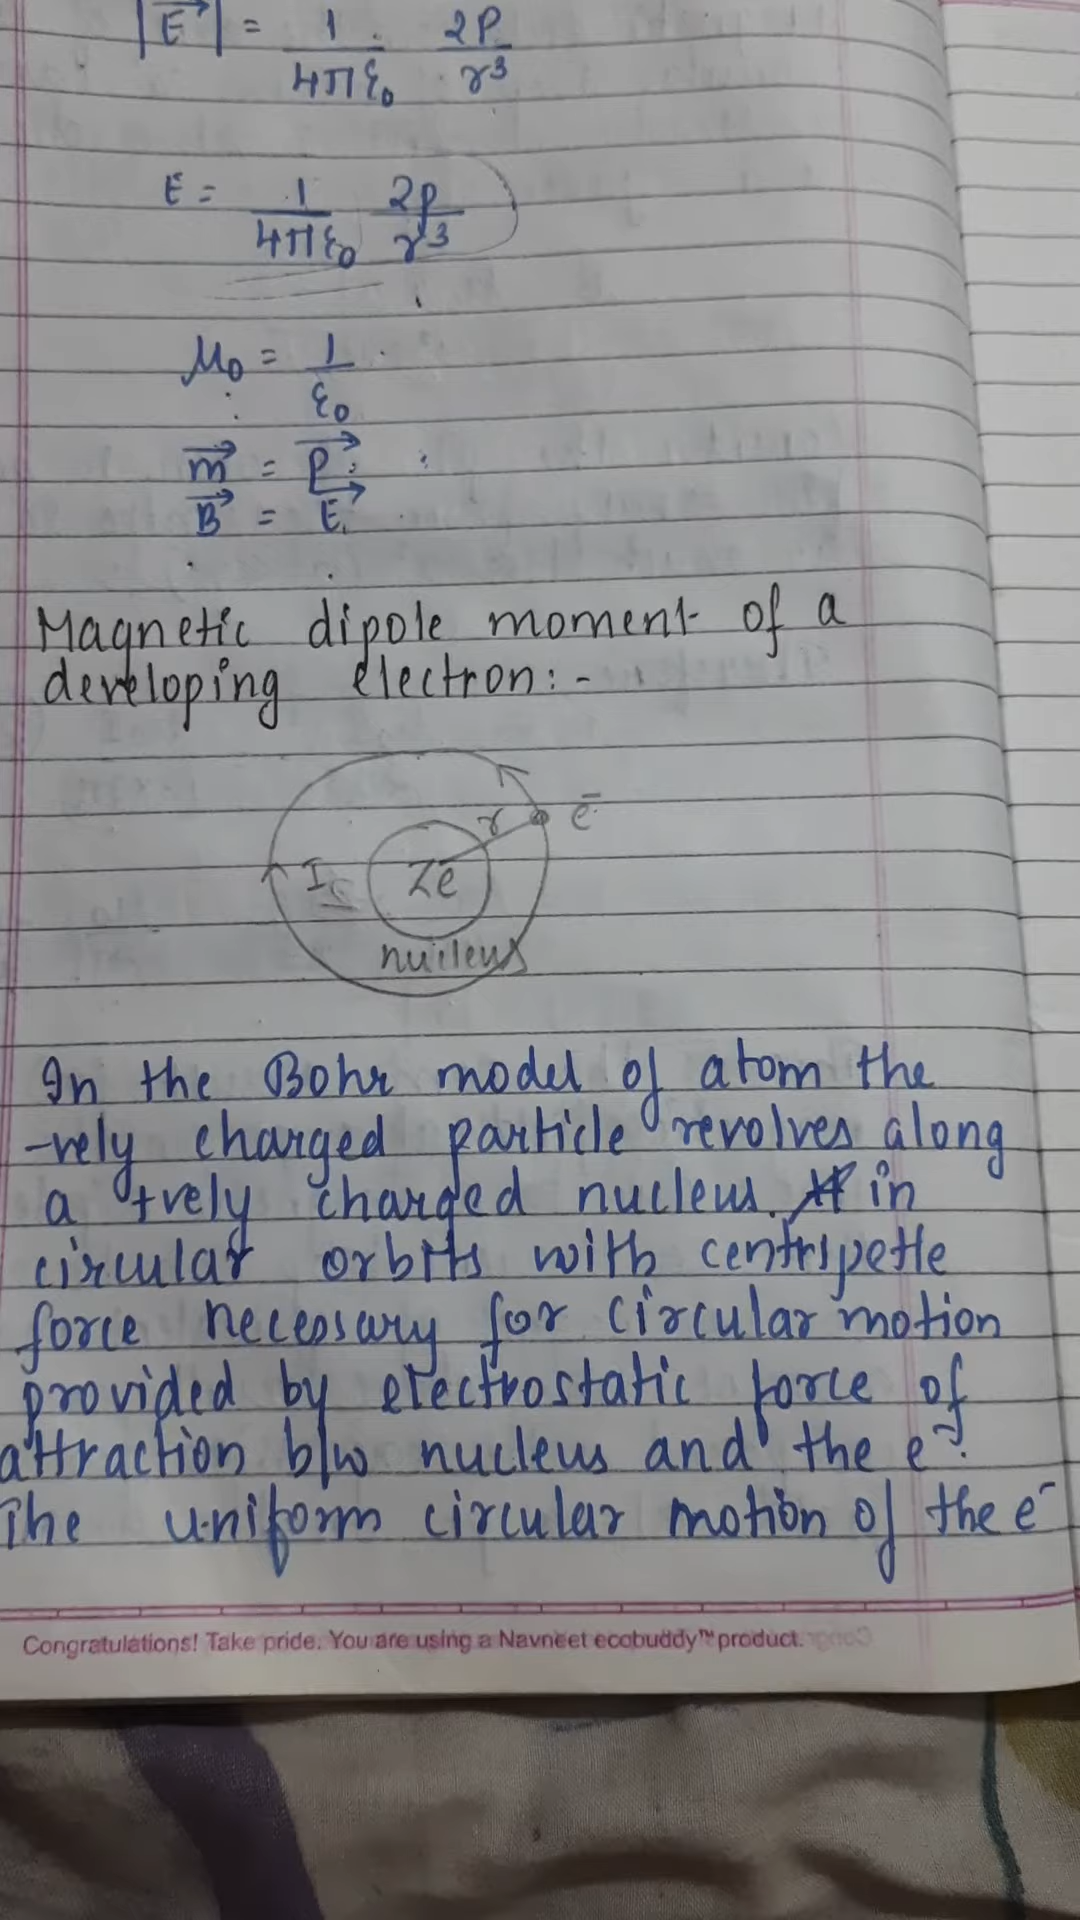 |E⃗| = 1/4πε₀ · 2P/r³
E = 1/4πε₀ 2p/r³
μ₀ = 1/ε₀
m⃗ = P⃗
B⃗ = E⃗
Magnetic dipole moment of a
developing electron:-
r e⁻
I Ze
nucleus
In the Bohr model of atom the
-vely charged particle revolves along
a +vely charged nucleus. in
circular orbits with centripetle
force necessary for circular motion
provided by electrostatic force of
attraction b/w nucleus and the e⁻.
The uniform circular motion of the e⁻
Congratulations! Take pride. You are using a Navneet ecobuddy™ product.